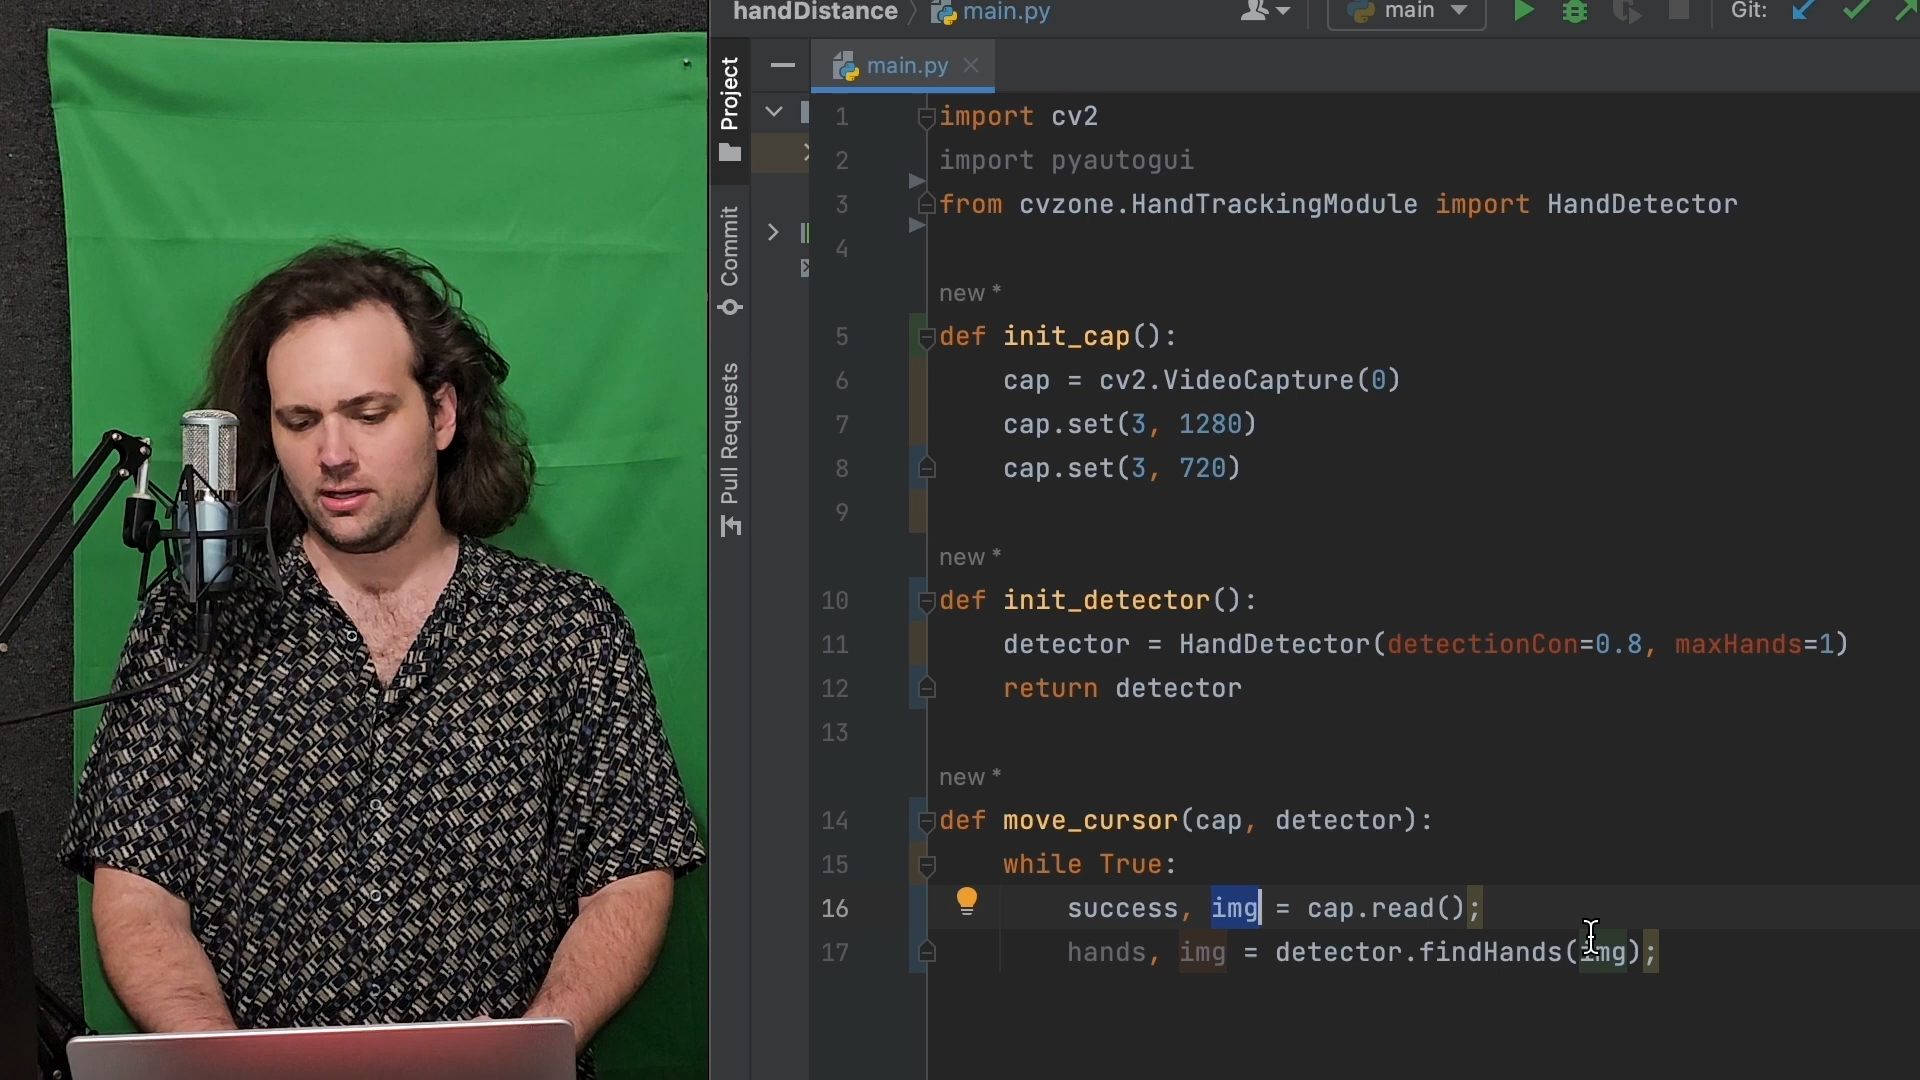 handDistance main.py main Git:
Project
Commit
Pull Requests
main.py
1 import cv2
2 import pyautogui
3 from cvzone.HandTrackingModule import HandDetector
4
new *
5 def init_cap():
6 cap = cv2.VideoCapture(0)
7 cap.set(3, 1280)
8 cap.set(3, 720)
9
new *
10 def init_detector():
11 detector = HandDetector(detectionCon=0.8, maxHands=1)
12 return detector
13
new *
14 def move_cursor(cap, detector):
15 while True:
16 success, img = cap.read();
17 hands, img = detector.findHands(img);